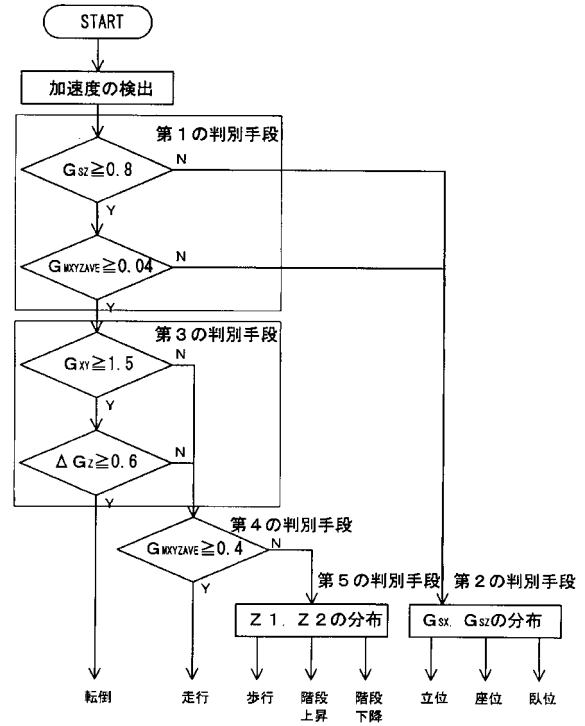 START
加速度の検出
第1の判別手段
GSZ≧0.8
N
Y
GMXYZAVE≧0.04
N
Y
第3の判別手段
GXY≧1.5
N
Y
ΔGZ≧0.6
N
Y
第4の判別手段
GMXYZAVE≧0.4
N
Y
第5の判別手段
第2の判別手段
Z1．Z2の分布
GSX．GSZの分布
転倒
走行
歩行
階段
上昇
階段
下降
立位
座位
臥位